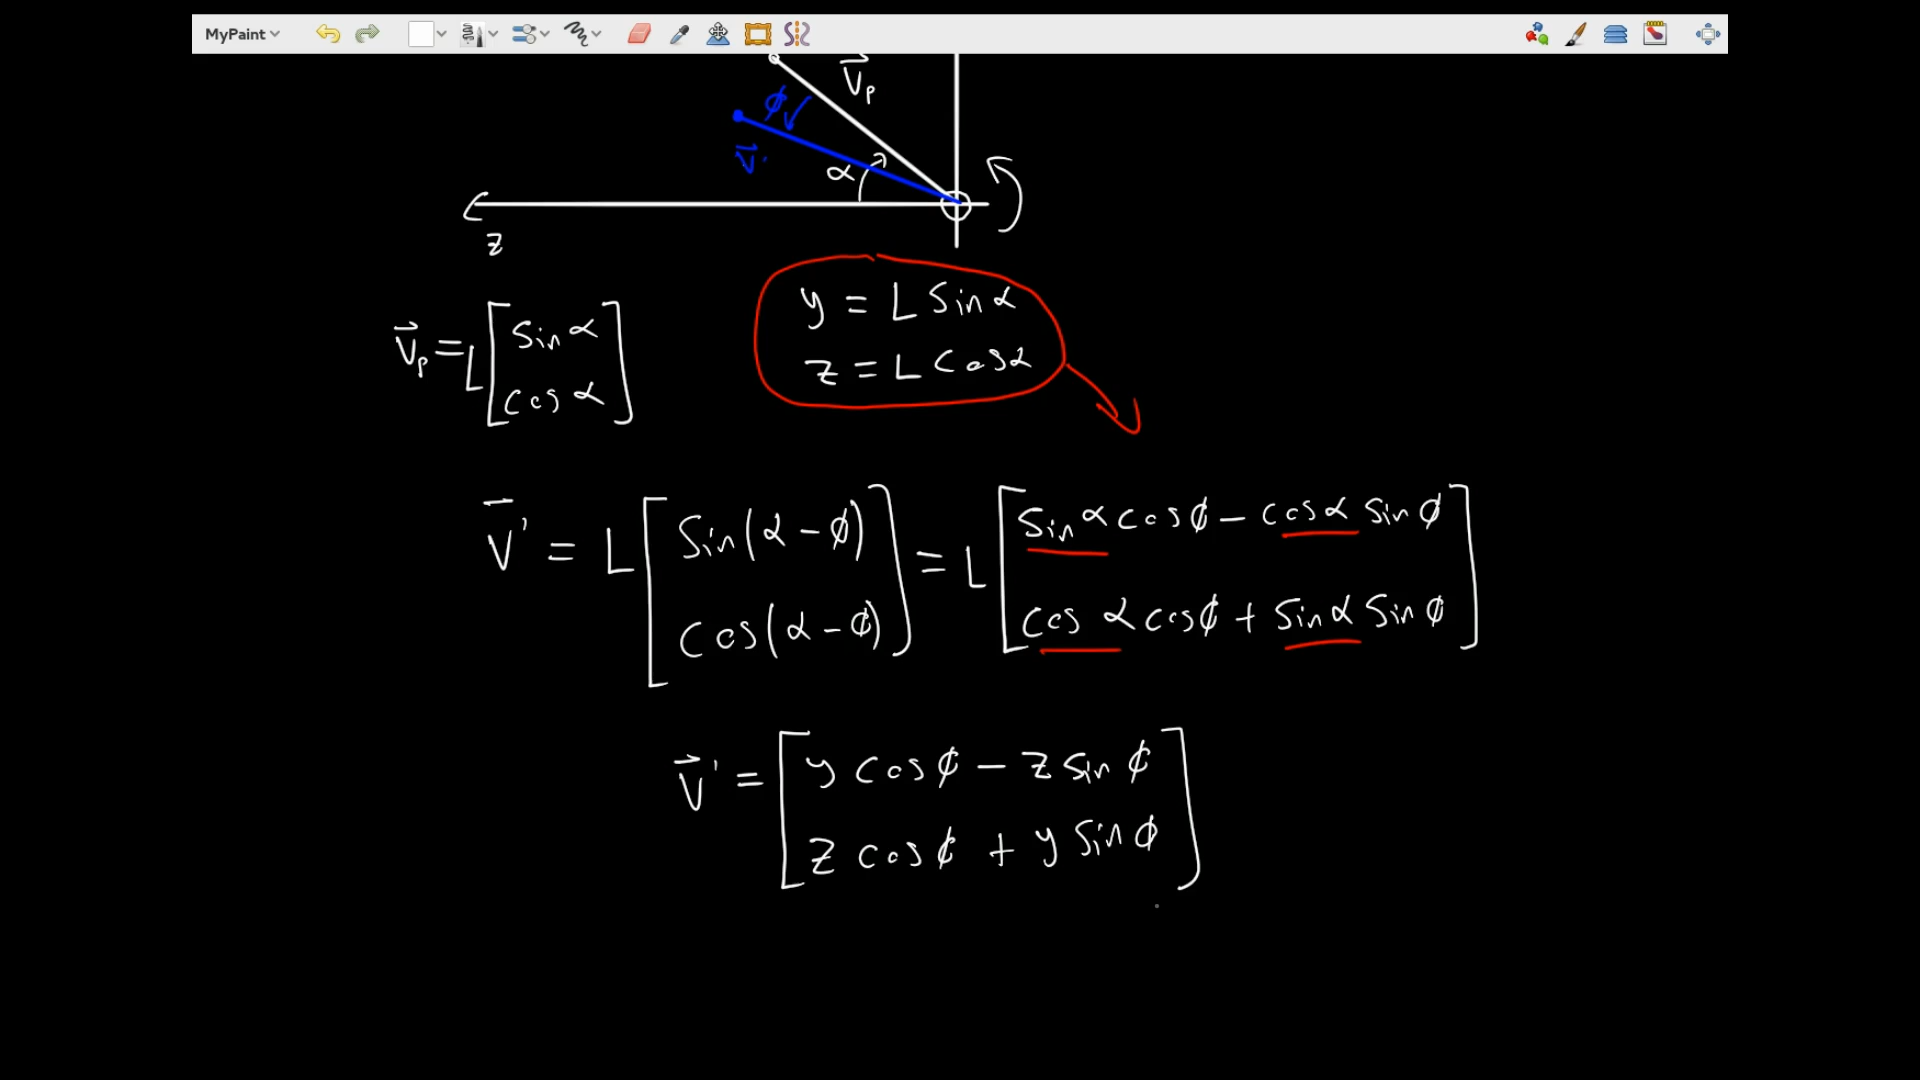 MyPaint
V⃗p
ϕ
V⃗'
α
z
y = L Sin α
z = L Cos α
V⃗p = L [ Sin α
Cos α ]
V⃗' = L [ Sin(α - ϕ)
Cos(α - ϕ) ] = L [ Sin α cos ϕ - cos α sin ϕ
cos α cos ϕ + sin α sin ϕ ]
V⃗' = [ y cos ϕ - z sin ϕ
z cos ϕ + y sin ϕ ]